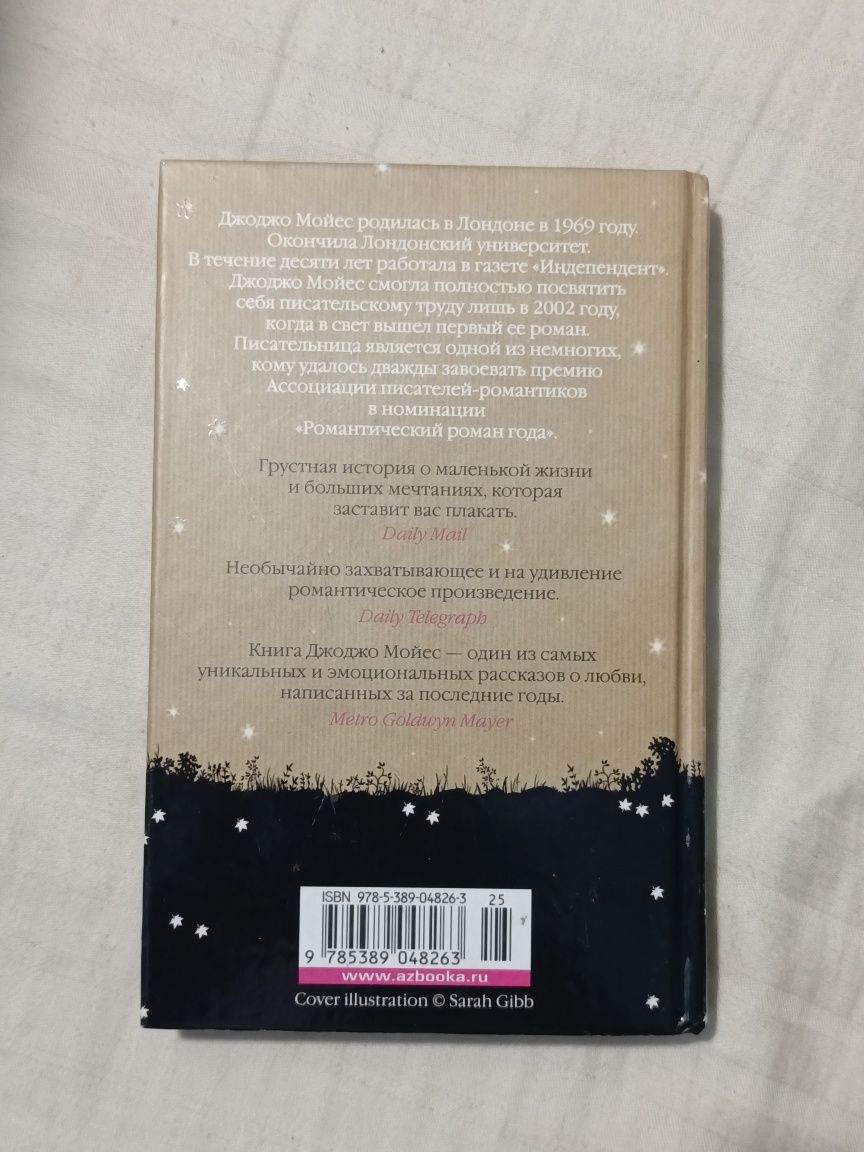 Джоджо Мойес родилась в Лондоне в 1969 году.
Окончила Лондонский университет.
В течение десяти лет работала в газете «Индепендент».
Джоджо Мойес смогла полностью посвятить
себя писательскому труду лишь в 2002 году,
когда в свет вышел первый ее роман.
Писательница является одной из немногих,
кому удалось дважды завоевать премию
Ассоциации писателей-романтиков
в номинации
«Романтический роман года».
Грустная история о маленькой жизни
и больших мечтаниях, которая
заставит вас плакать.
Daily Mail
Необычайно захватывающее и на удивление
романтическое произведение.
Daily Telegraph
Книга Джоджо Мойес — один из самых
уникальных и эмоциональных рассказов о любви,
написанных за последние годы.
Metro Goldwyn Mayer
ISBN 978-5-389-04826-3 25
9 785389 048263
www.azbooka.ru
Cover illustration © Sarah Gibb